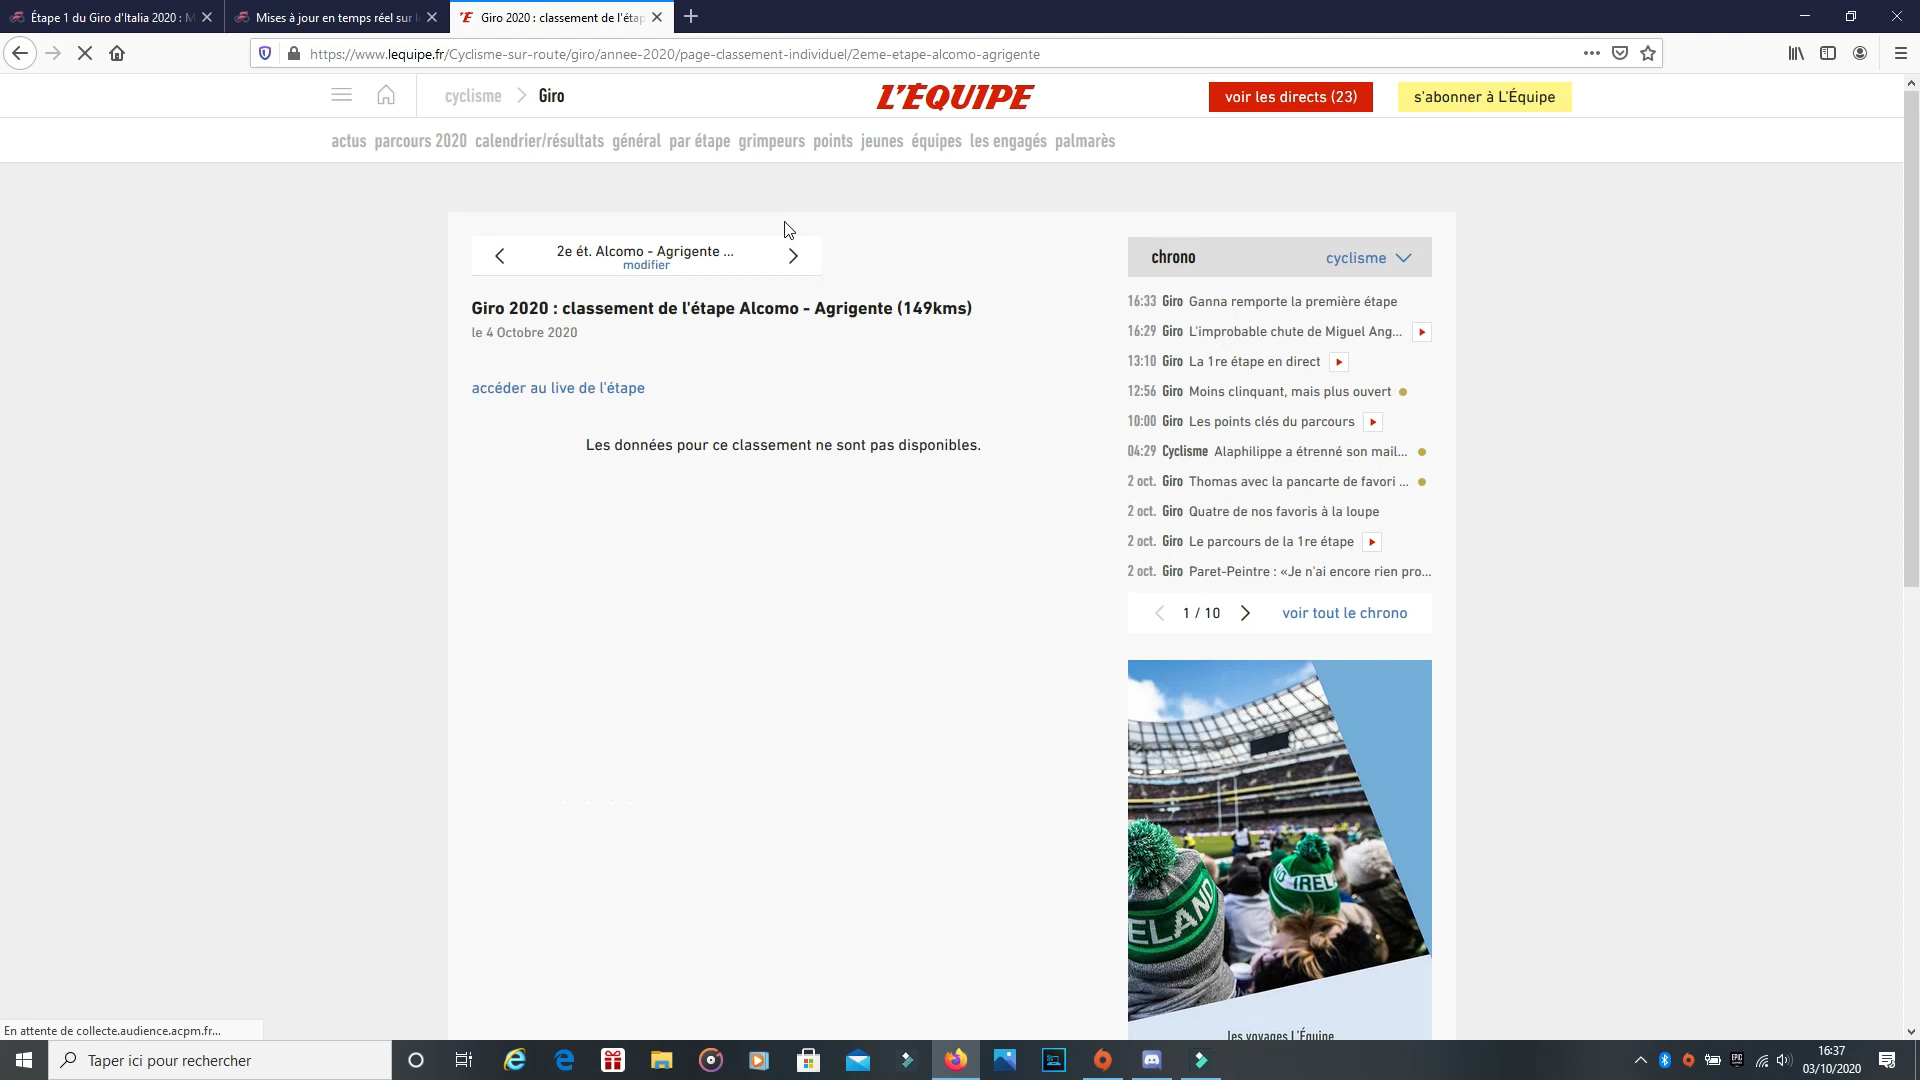 Étape 1 du Giro d'Italia 2020 : M
Mises à jour en temps réel sur l
Giro 2020 : classement de l'étap
https://www.lequipe.fr/Cyclisme-sur-route/giro/annee-2020/page-classement-individuel/2eme-etape-alcomo-agrigente
cyclisme > Giro
L'ÉQUIPE
voir les directs (23)
s'abonner à L'Équipe
actus parcours 2020 calendrier/résultats général par étape grimpeurs points jeunes équipes les engagés palmarès
2e ét. Alcomo - Agrigente ...
modifier
Giro 2020 : classement de l'étape Alcomo - Agrigente (149kms)
le 4 Octobre 2020
accéder au live de l'étape
Les données pour ce classement ne sont pas disponibles.
chrono
cyclisme
16:33 Giro Ganna remporte la première étape
16:29 Giro L'improbable chute de Miguel Ang...
13:10 Giro La 1re étape en direct
12:56 Giro Moins clinquant, mais plus ouvert
10:00 Giro Les points clés du parcours
04:29 Cyclisme Alaphilippe a étrenné son mail...
2 oct. Giro Thomas avec la pancarte de favori ...
2 oct. Giro Quatre de nos favoris à la loupe
2 oct. Giro Le parcours de la 1re étape
2 oct. Giro Paret-Peintre : «Je n'ai encore rien pro...
1 / 10
voir tout le chrono
IREL
ELAND
les voyages L'Équipe
En attente de collecte.audience.acpm.fr...
Taper ici pour rechercher
EPIC
16:37
03/10/2020